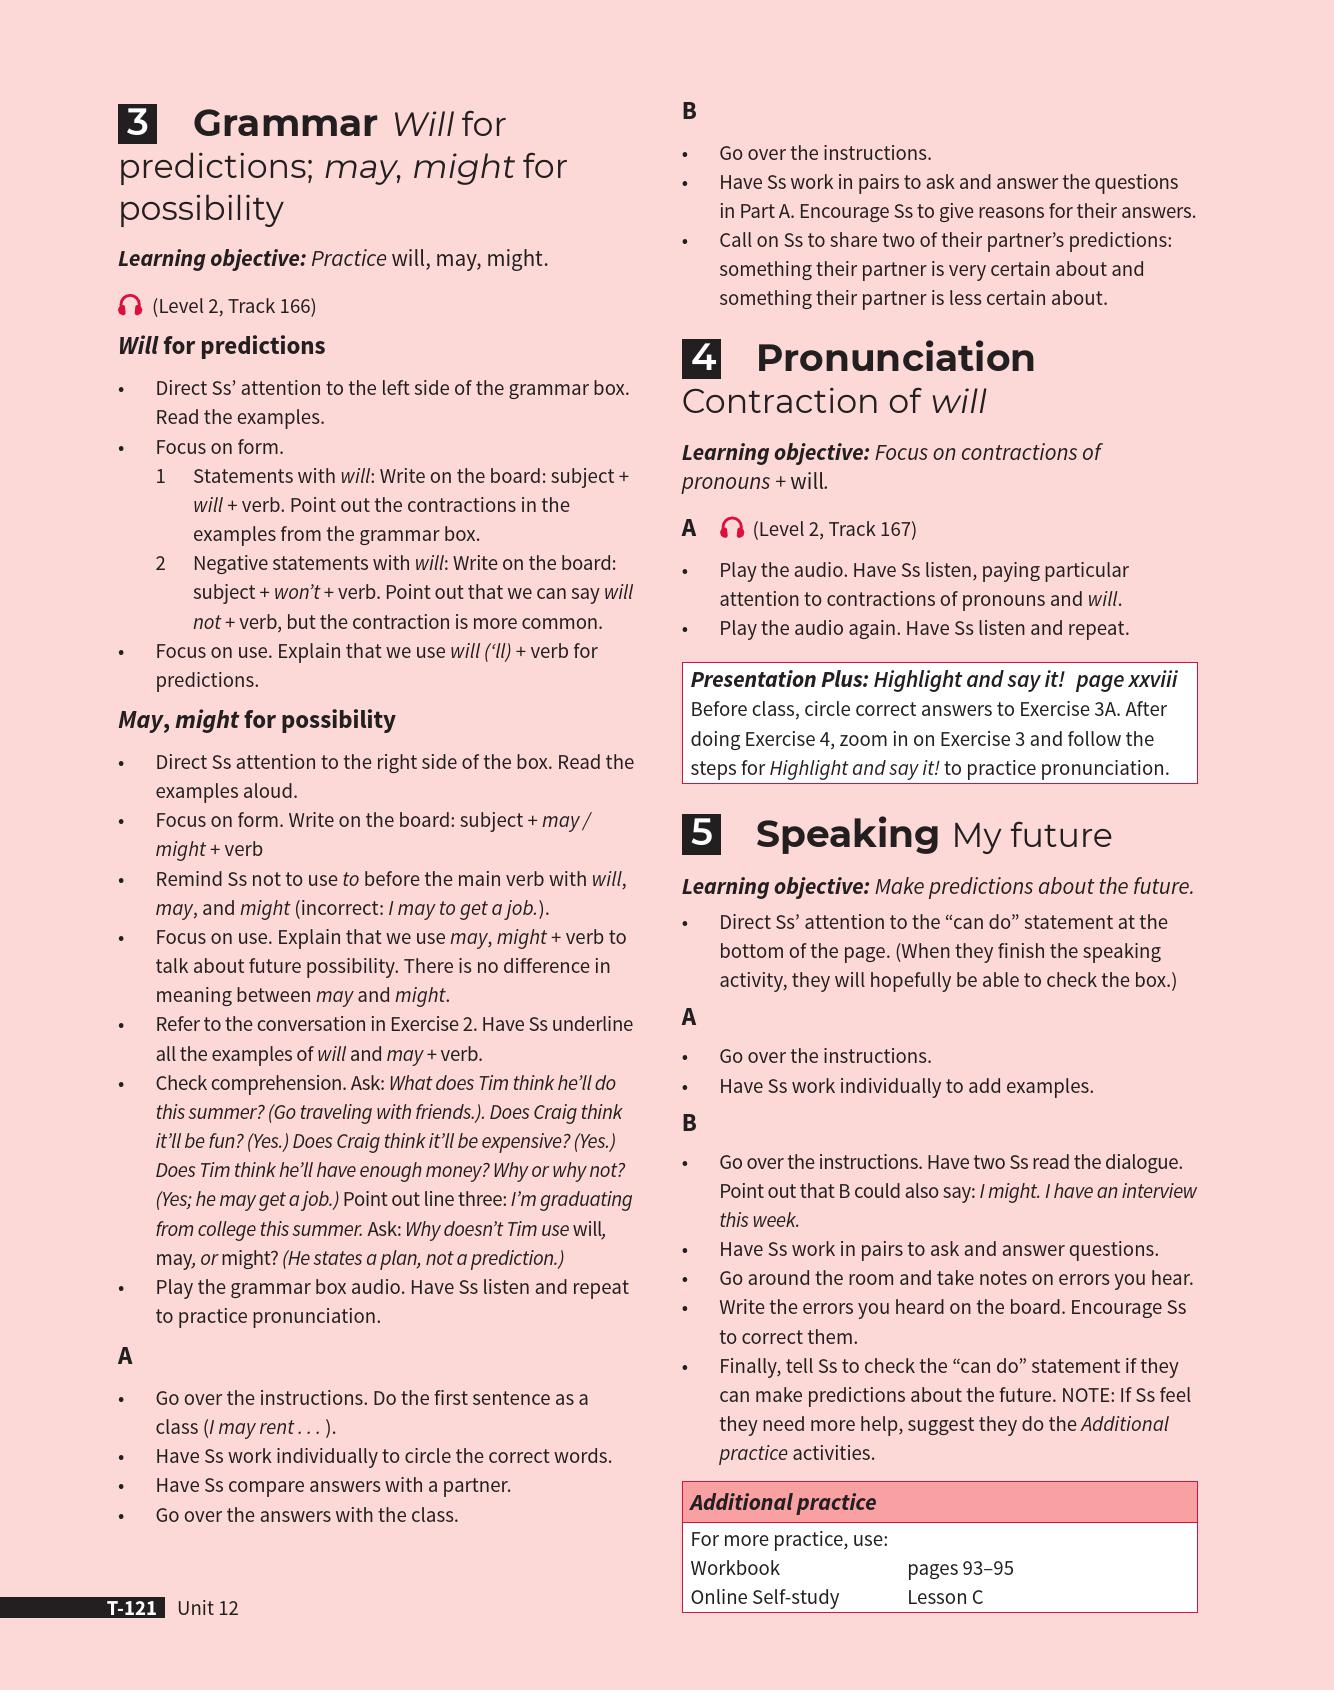 3 Grammar Will for
predictions; may, might for
possibility
Learning objective: Practice will, may, might.
(Level 2, Track 166)
Will for predictions
• Direct Ss’ attention to the left side of the grammar box.
Read the examples.
• Focus on form.
1 Statements with will: Write on the board: subject +
will + verb. Point out the contractions in the
examples from the grammar box.
2 Negative statements with will: Write on the board:
subject + won’t + verb. Point out that we can say will
not + verb, but the contraction is more common.
• Focus on use. Explain that we use will (‘ll) + verb for
predictions.
May, might for possibility
• Direct Ss attention to the right side of the box. Read the
examples aloud.
• Focus on form. Write on the board: subject + may /
might + verb
• Remind Ss not to use to before the main verb with will,
may, and might (incorrect: I may to get a job.).
• Focus on use. Explain that we use may, might + verb to
talk about future possibility. There is no difference in
meaning between may and might.
• Refer to the conversation in Exercise 2. Have Ss underline
all the examples of will and may + verb.
• Check comprehension. Ask: What does Tim think he’ll do
this summer? (Go traveling with friends.). Does Craig think
it’ll be fun? (Yes.) Does Craig think it’ll be expensive? (Yes.)
Does Tim think he’ll have enough money? Why or why not?
(Yes; he may get a job.) Point out line three: I’m graduating
from college this summer. Ask: Why doesn’t Tim use will,
may, or might? (He states a plan, not a prediction.)
• Play the grammar box audio. Have Ss listen and repeat
to practice pronunciation.
A
• Go over the instructions. Do the first sentence as a
class (I may rent . . . ).
• Have Ss work individually to circle the correct words.
• Have Ss compare answers with a partner.
• Go over the answers with the class.
B
• Go over the instructions.
• Have Ss work in pairs to ask and answer the questions
in Part A. Encourage Ss to give reasons for their answers.
• Call on Ss to share two of their partner’s predictions:
something their partner is very certain about and
something their partner is less certain about.
4 Pronunciation
Contraction of will
Learning objective: Focus on contractions of
pronouns + will.
A (Level 2, Track 167)
• Play the audio. Have Ss listen, paying particular
attention to contractions of pronouns and will.
• Play the audio again. Have Ss listen and repeat.
Presentation Plus: Highlight and say it! page xxviii
Before class, circle correct answers to Exercise 3A. After
doing Exercise 4, zoom in on Exercise 3 and follow the
steps for Highlight and say it! to practice pronunciation.
5 Speaking My future
Learning objective: Make predictions about the future.
• Direct Ss’ attention to the “can do” statement at the
bottom of the page. (When they finish the speaking
activity, they will hopefully be able to check the box.)
A
• Go over the instructions.
• Have Ss work individually to add examples.
B
• Go over the instructions. Have two Ss read the dialogue.
Point out that B could also say: I might. I have an interview
this week.
• Have Ss work in pairs to ask and answer questions.
• Go around the room and take notes on errors you hear.
• Write the errors you heard on the board. Encourage Ss
to correct them.
• Finally, tell Ss to check the “can do” statement if they
can make predictions about the future. NOTE: If Ss feel
they need more help, suggest they do the Additional
practice activities.
Additional practice
For more practice, use:
Workbook pages 93–95
Online Self-study Lesson C
T-121 Unit 12